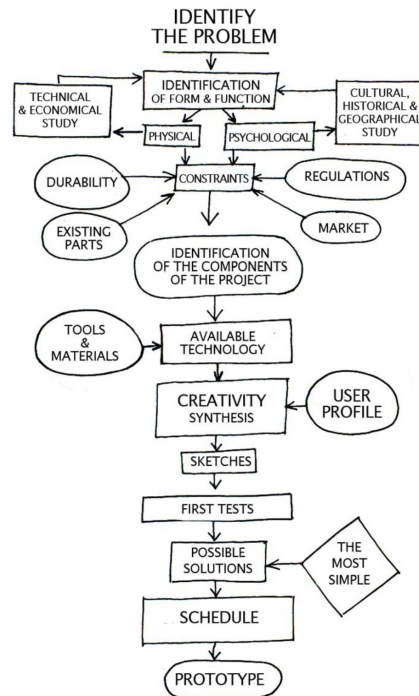 IDENTIFY
THE PROBLEM
IDENTIFICATION
OF FORM & FUNCTION
TECHNICAL
& ECONOMICAL
STUDY
CULTURAL,
HISTORICAL &
GEOGRAPHICAL
STUDY
PHYSICAL
PSYCHOLOGICAL
DURABILITY
CONSTRAINTS
REGULATIONS
EXISTING
PARTS
MARKET
IDENTIFICATION
OF THE COMPONENTS
OF THE PROJECT
TOOLS
&
MATERIALS
AVAILABLE
TECHNOLOGY
CREATIVITY
SYNTHESIS
USER
PROFILE
SKETCHES
FIRST TESTS
POSSIBLE
SOLUTIONS
THE
MOST
SIMPLE
SCHEDULE
PROTOTYPE